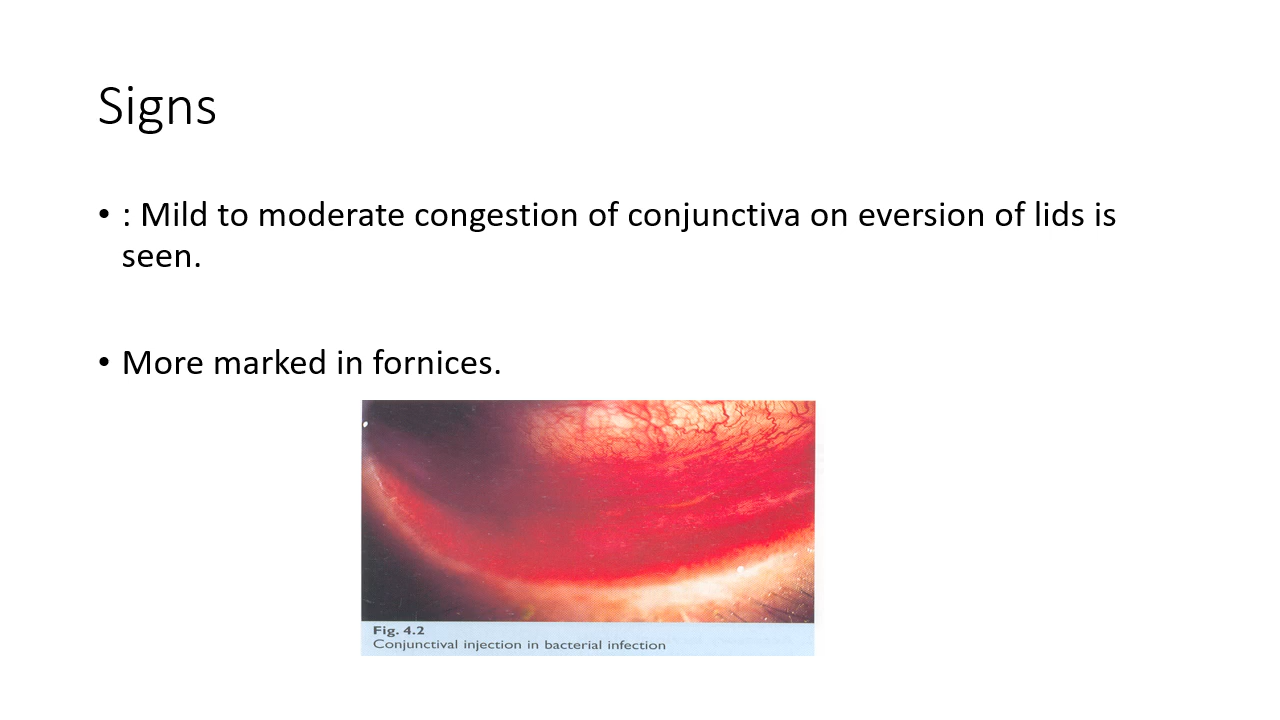 Signs
• : Mild to moderate congestion of conjunctiva on eversion of lids is
seen.
• More marked in fornices.
Fig. 4.2
Conjunctival injection in bacterial infection